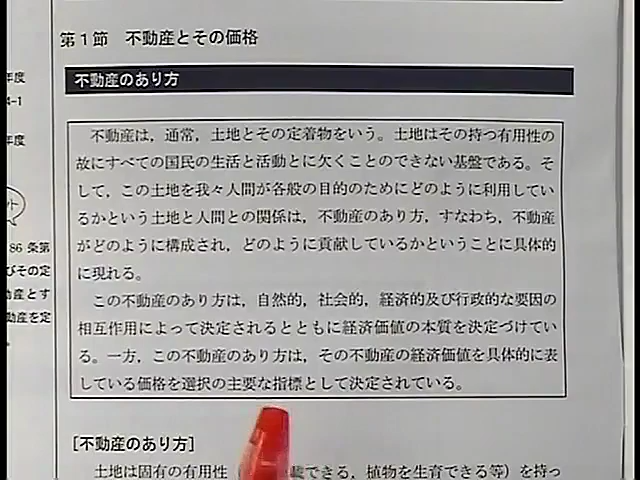 第１節　不動産とその価格
不動産のあり方
不動産は，通常，土地とその定着物をいう。土地はその持つ有用性の
故にすべての国民の生活と活動とに欠くことのできない基盤である。そ
して，この土地を我々人間が各般の目的のためにどのように利用してい
るかという土地と人間との関係は，不動産のあり方，すなわち，不動産
がどのように構成され，どのように貢献しているかということに具体的
に現れる。
この不動産のあり方は，自然的，社会的，経済的及び行政的な要因の
相互作用によって決定されるとともに経済価値の本質を決定づけてい
る。一方，この不動産のあり方は，その不動産の経済価値を具体的に表
している価格を選択の主要な指標として決定されている。
［不動産のあり方］
土地は固有の有用性（ 載できる，植物を生育できる等）を持っ
年度
4-1
年度
ント
86 条第
びその定
動産とす
動産を定